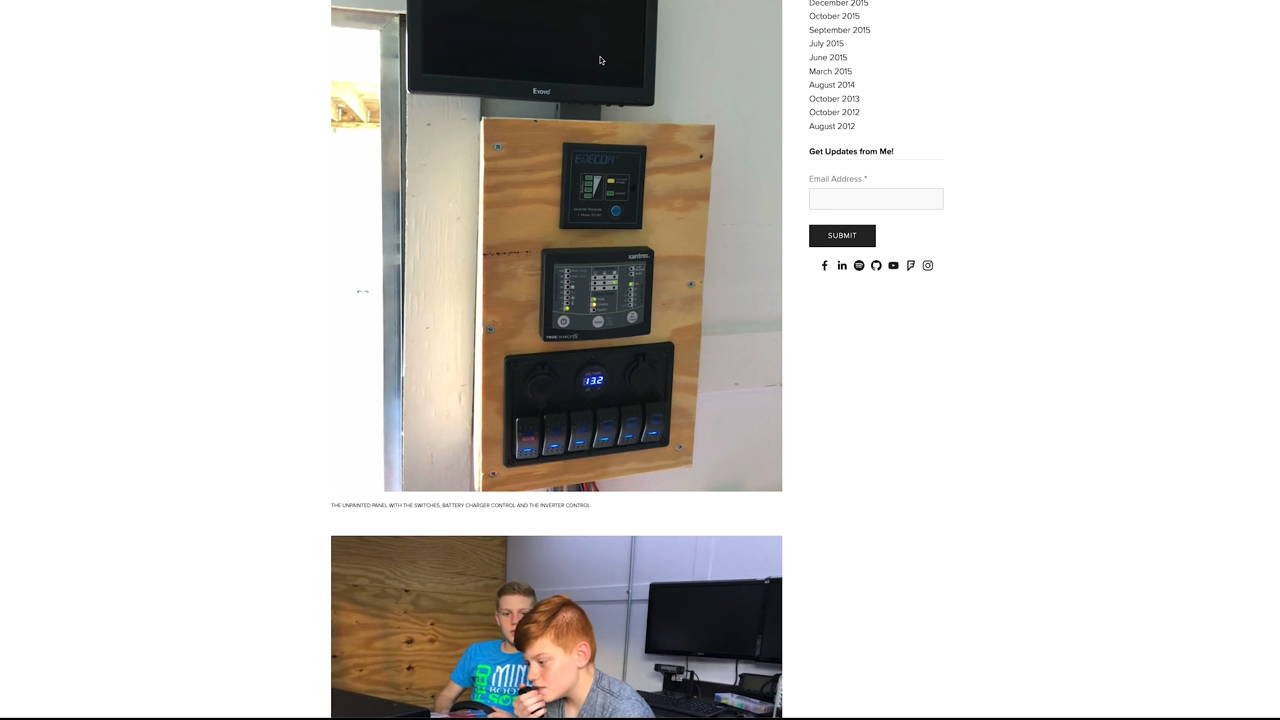 December 2015
October 2015
September 2015
July 2015
June 2015
March 2015
August 2014
October 2013
October 2012
August 2012
Get Updates from Me!
Email Address *
SUBMIT
Eyoyo
xantrex
13.2
THE UNPAINTED PANEL WITH THE SWITCHES, BATTERY CHARGER CONTROL AND THE INVERTER CONTROL.